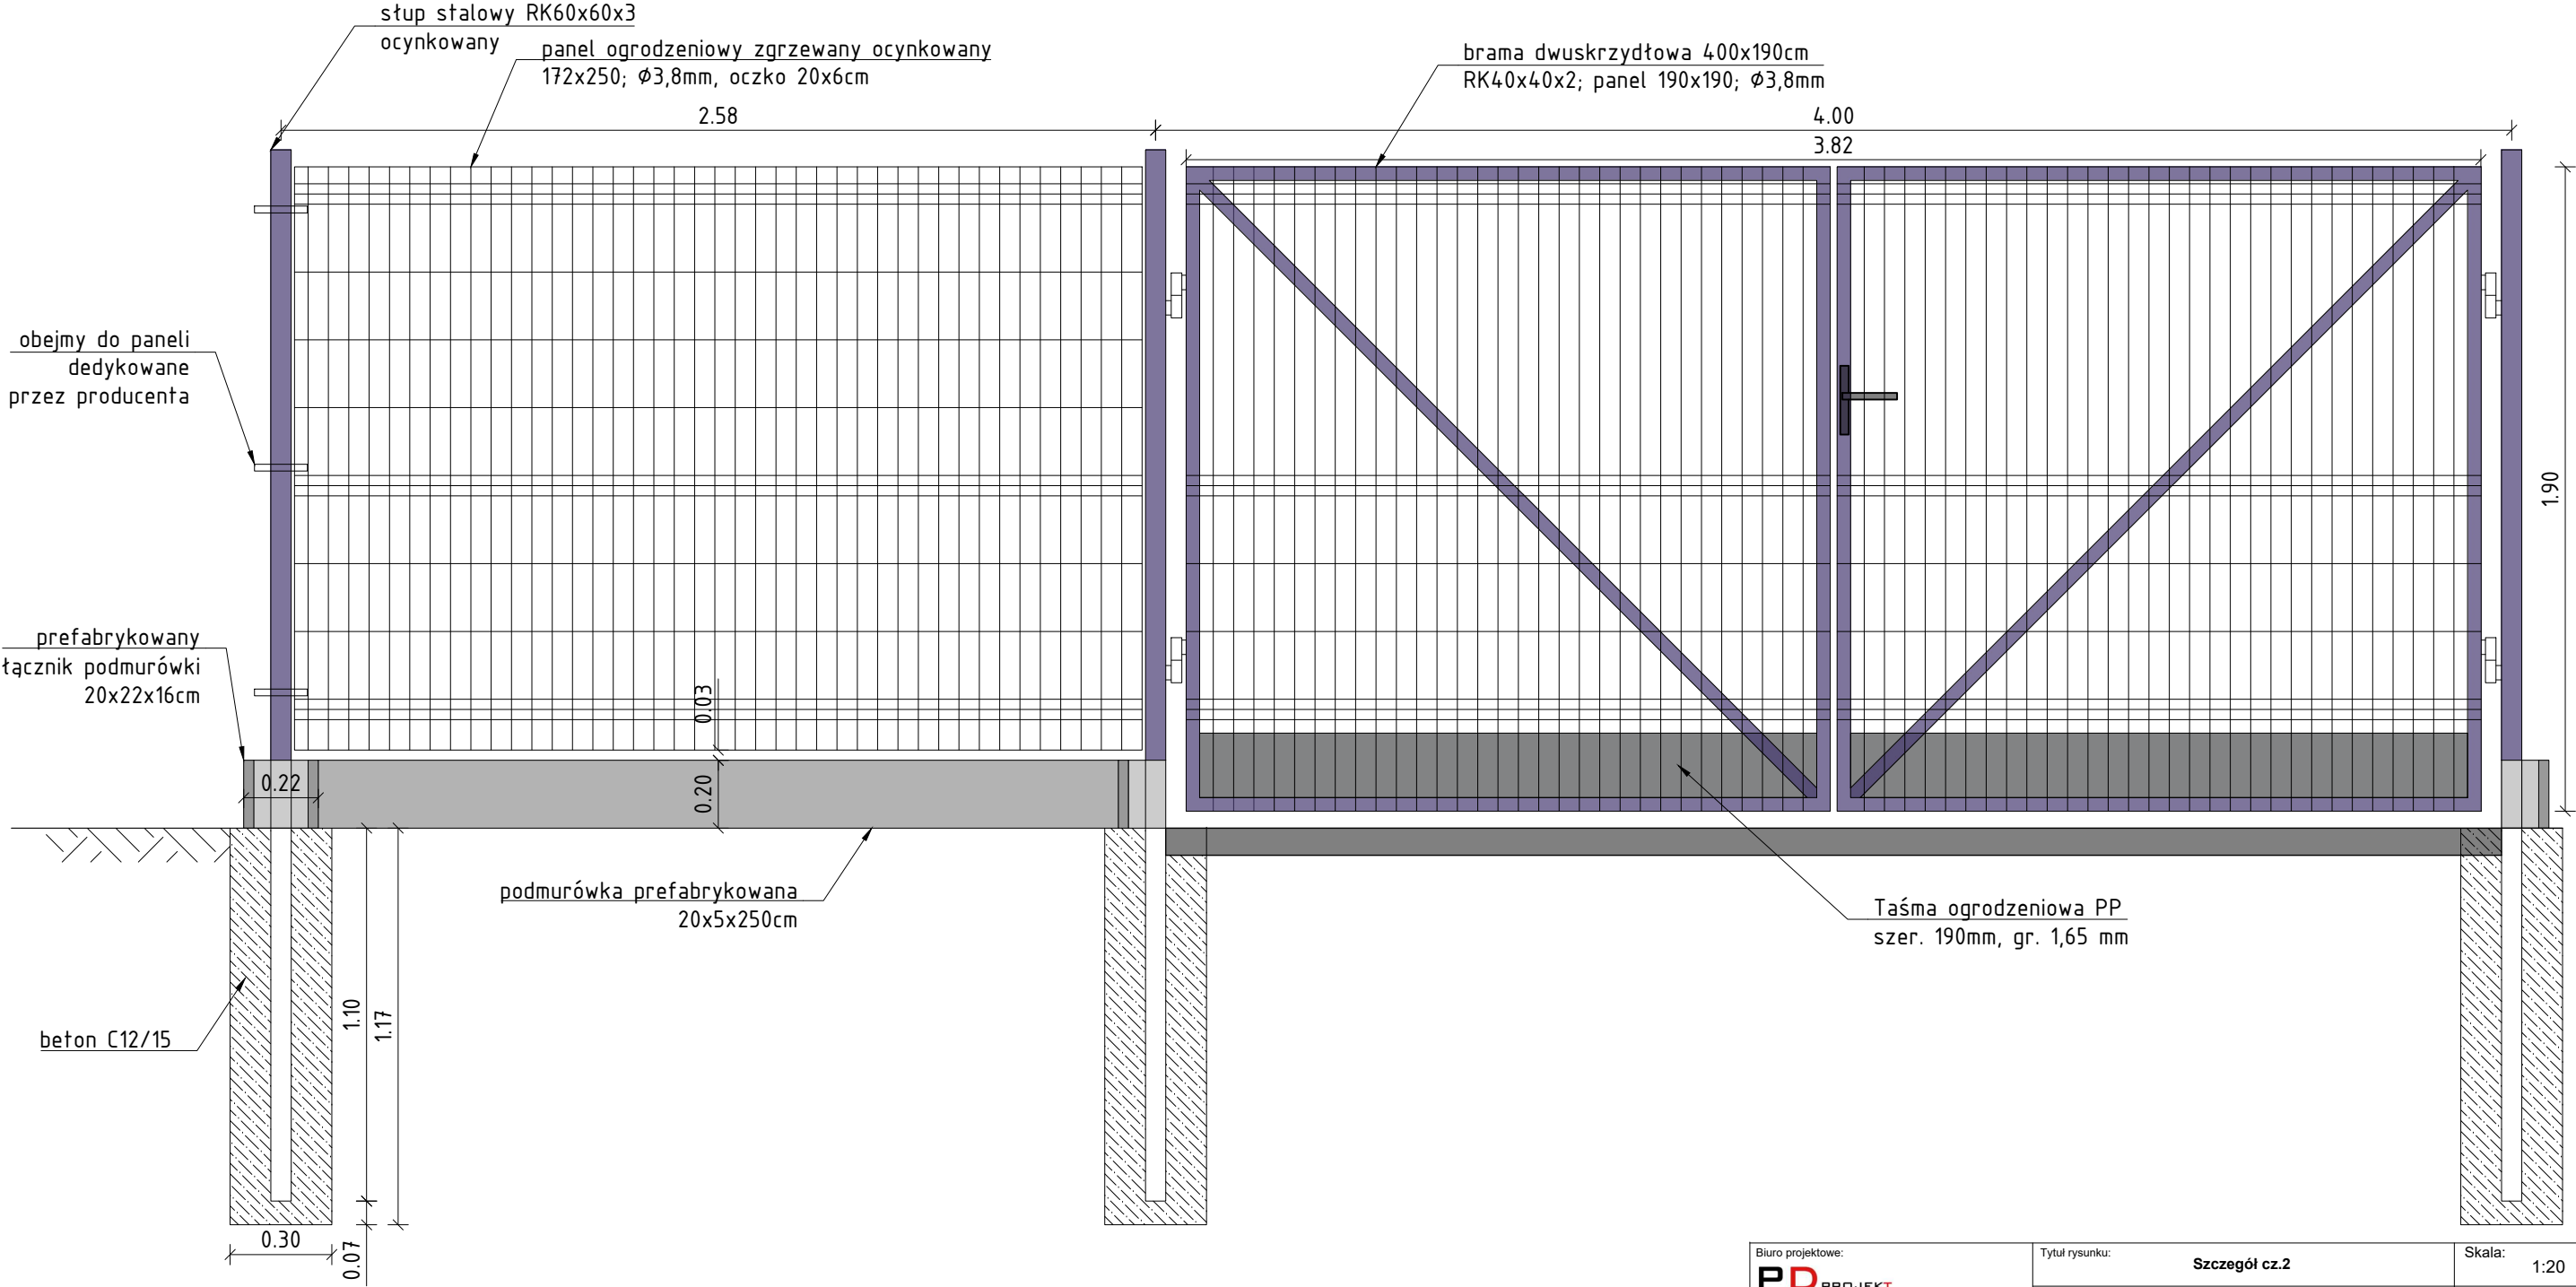 słup stalowy RK60x60x3
ocynkowany
panel ogrodzeniowy zgrzewany ocynkowany
172x250; Φ3,8mm, oczko 20x6cm
brama dwuskrzydłowa 400x190cm
RK40x40x2; panel 190x190; Φ3,8mm
2.58
4.00
3.82
obejmy do paneli
dedykowane
przez producenta
1.90
prefabrykowany
łącznik podmurówki
20x22x16cm
0.03
0.22
0.20
podmurówka prefabrykowana
20x5x250cm
Taśma ogrodzeniowa PP
szer. 190mm, gr. 1,65 mm
1.10
1.17
beton C12/15
0.30
0.07
Biuro projektowe:
PD PROJEKT
Tytuł rysunku:
Szczegół cz.2
Skala:
1:20